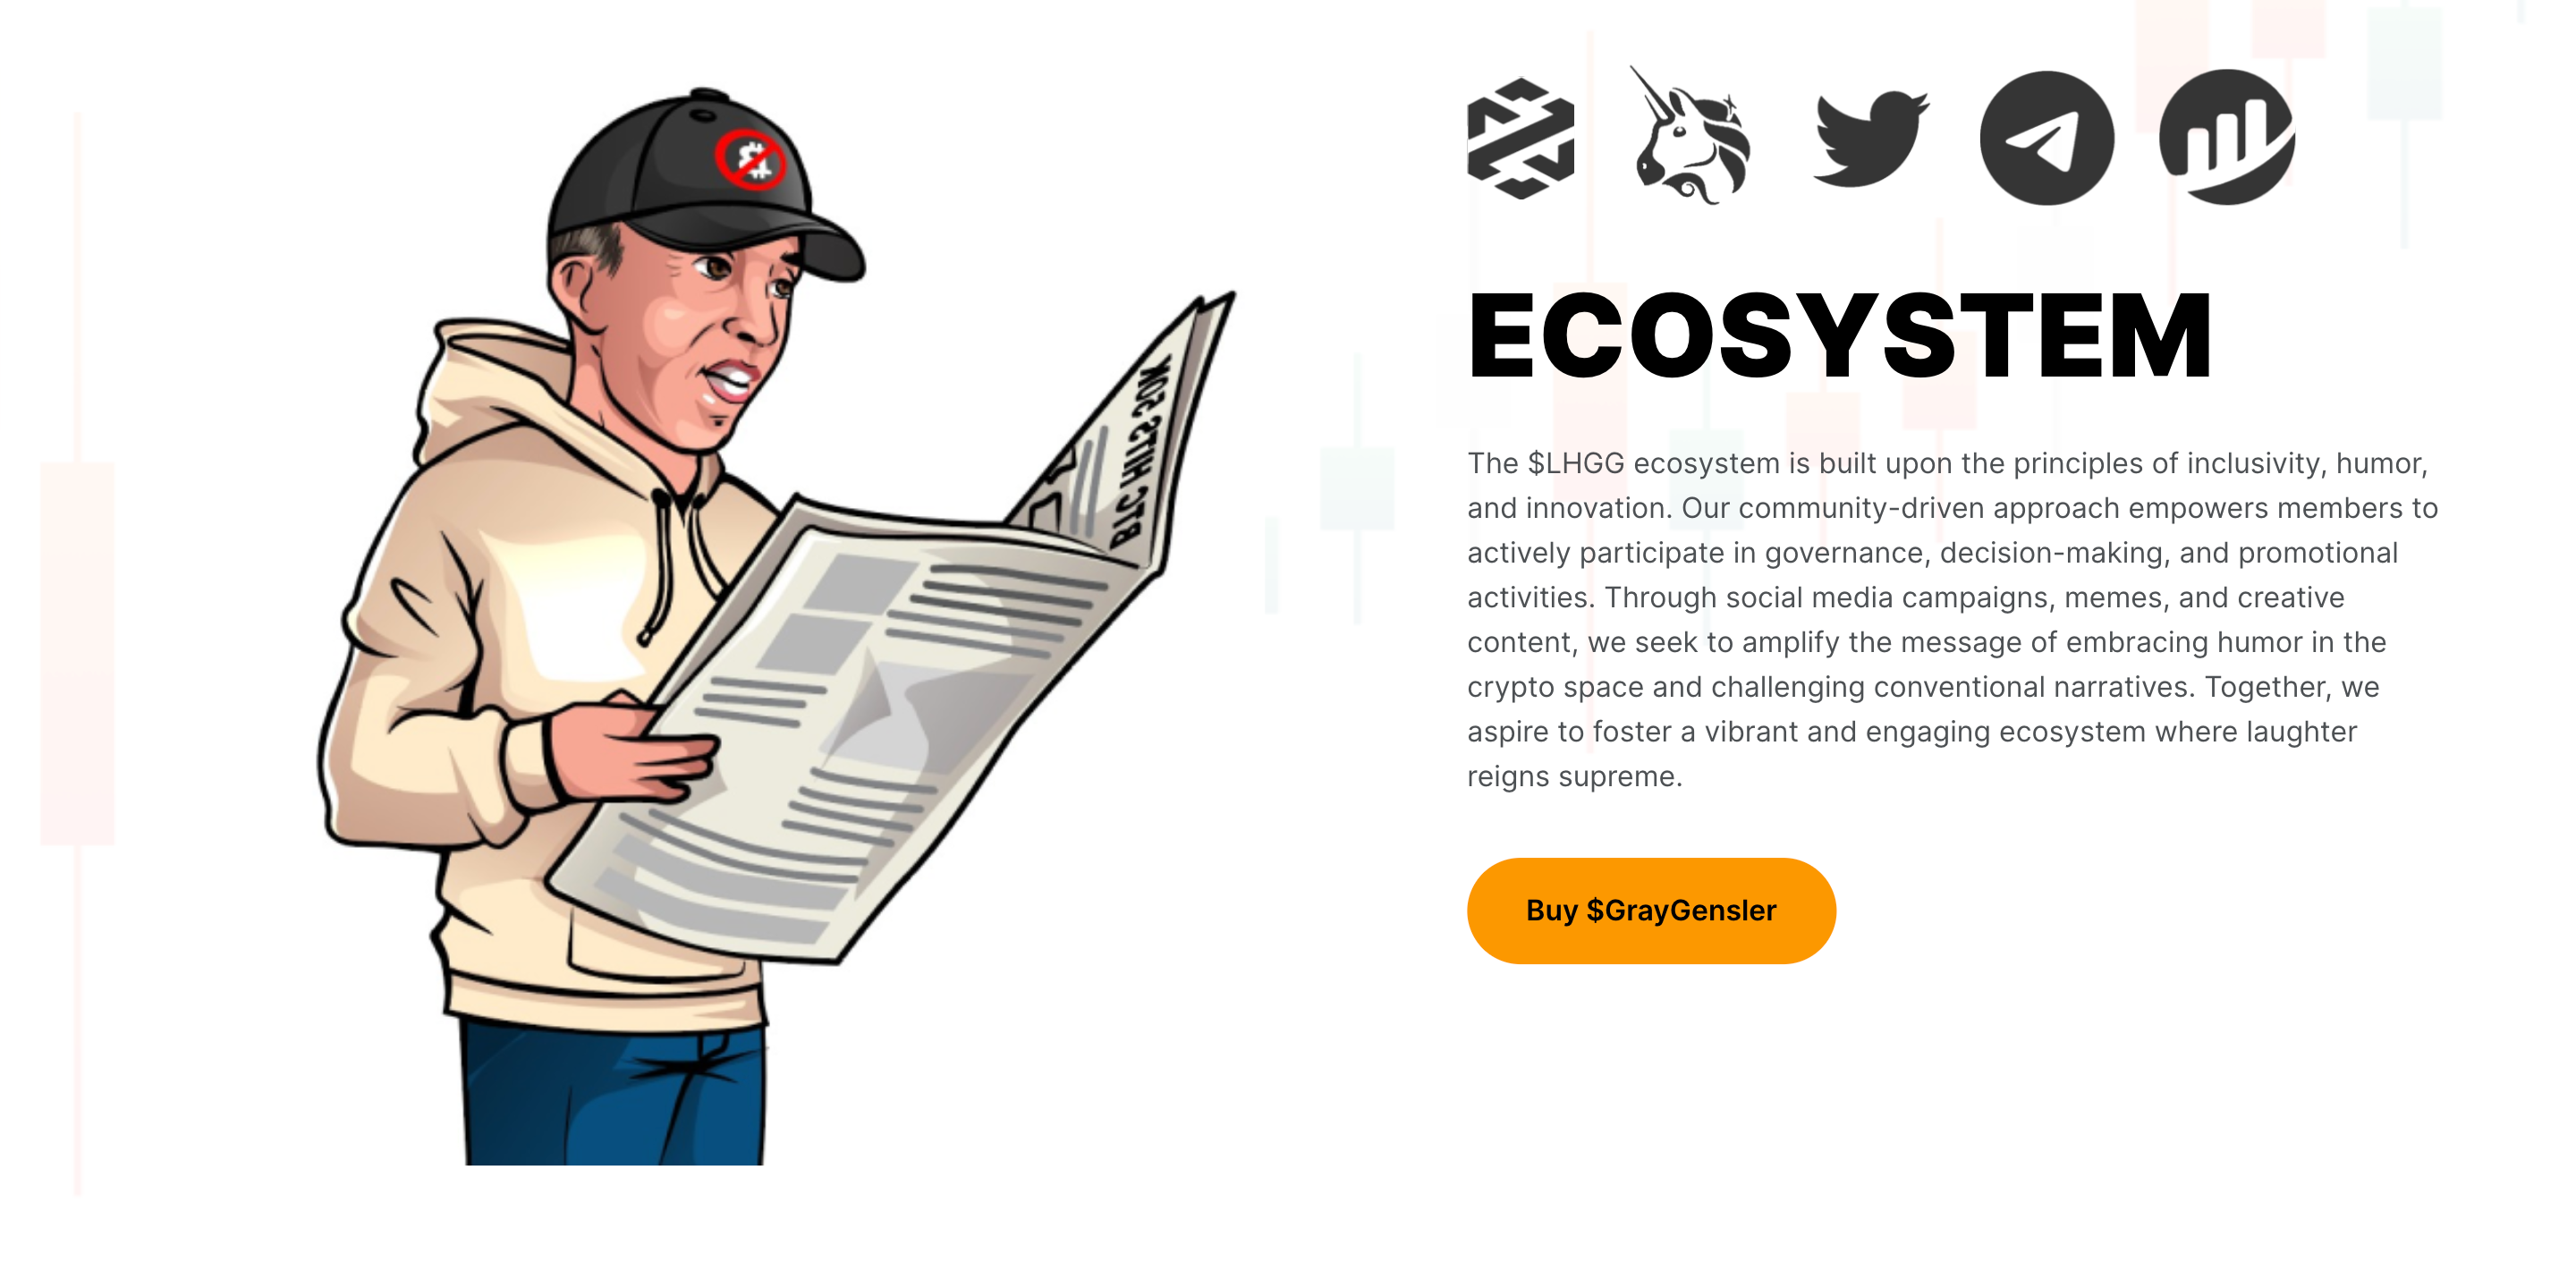 BTC HITS 30K
ECOSYSTEM
The $LHGG ecosystem is built upon the principles of inclusivity, humor,
and innovation. Our community-driven approach empowers members to
actively participate in governance, decision-making, and promotional
activities. Through social media campaigns, memes, and creative
content, we seek to amplify the message of embracing humor in the
crypto space and challenging conventional narratives. Together, we
aspire to foster a vibrant and engaging ecosystem where laughter
reigns supreme.
Buy $GrayGensler